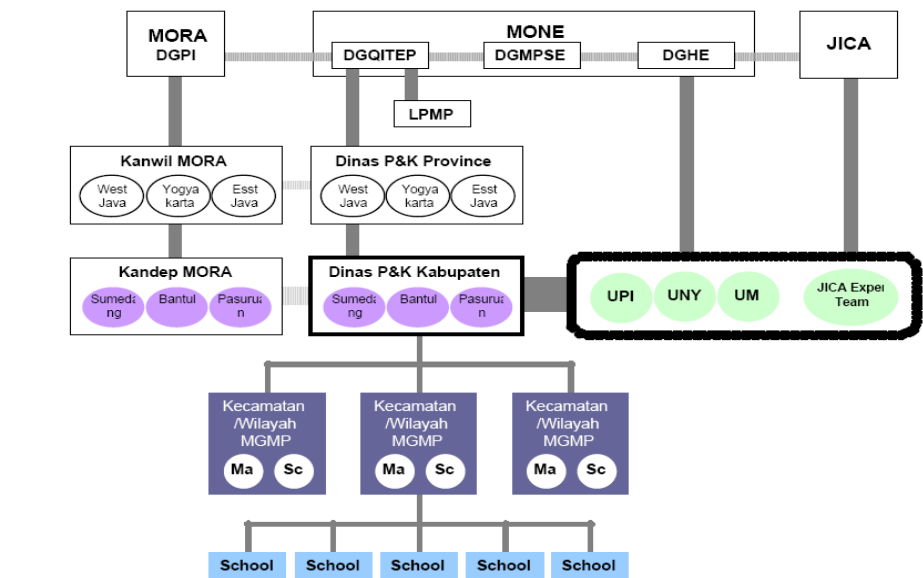 MORA
DGPI
MONE
DGQITEP
DGMPSE
DGHE
JICA
LPMP
Kanwil MORA
West
Java
Yogya
karta
Esst
Java
Dinas P&K Province
West
Java
Yogya
karta
Esst
Java
Kandep MORA
Sumeda
ng
Bantul
Pasurua
n
Dinas P&K Kabupaten
Sumeda
ng
Bantul
Pasurua
n
UPI
UNY
UM
JICA Exper
Team
Kecamatan
/Wilayah
MGMP
Ma
Sc
Kecamatan
/Wilayah
MGMP
Ma
Sc
Kecamatan
/Wilayah
MGMP
Ma
Sc
School
School
School
School
School